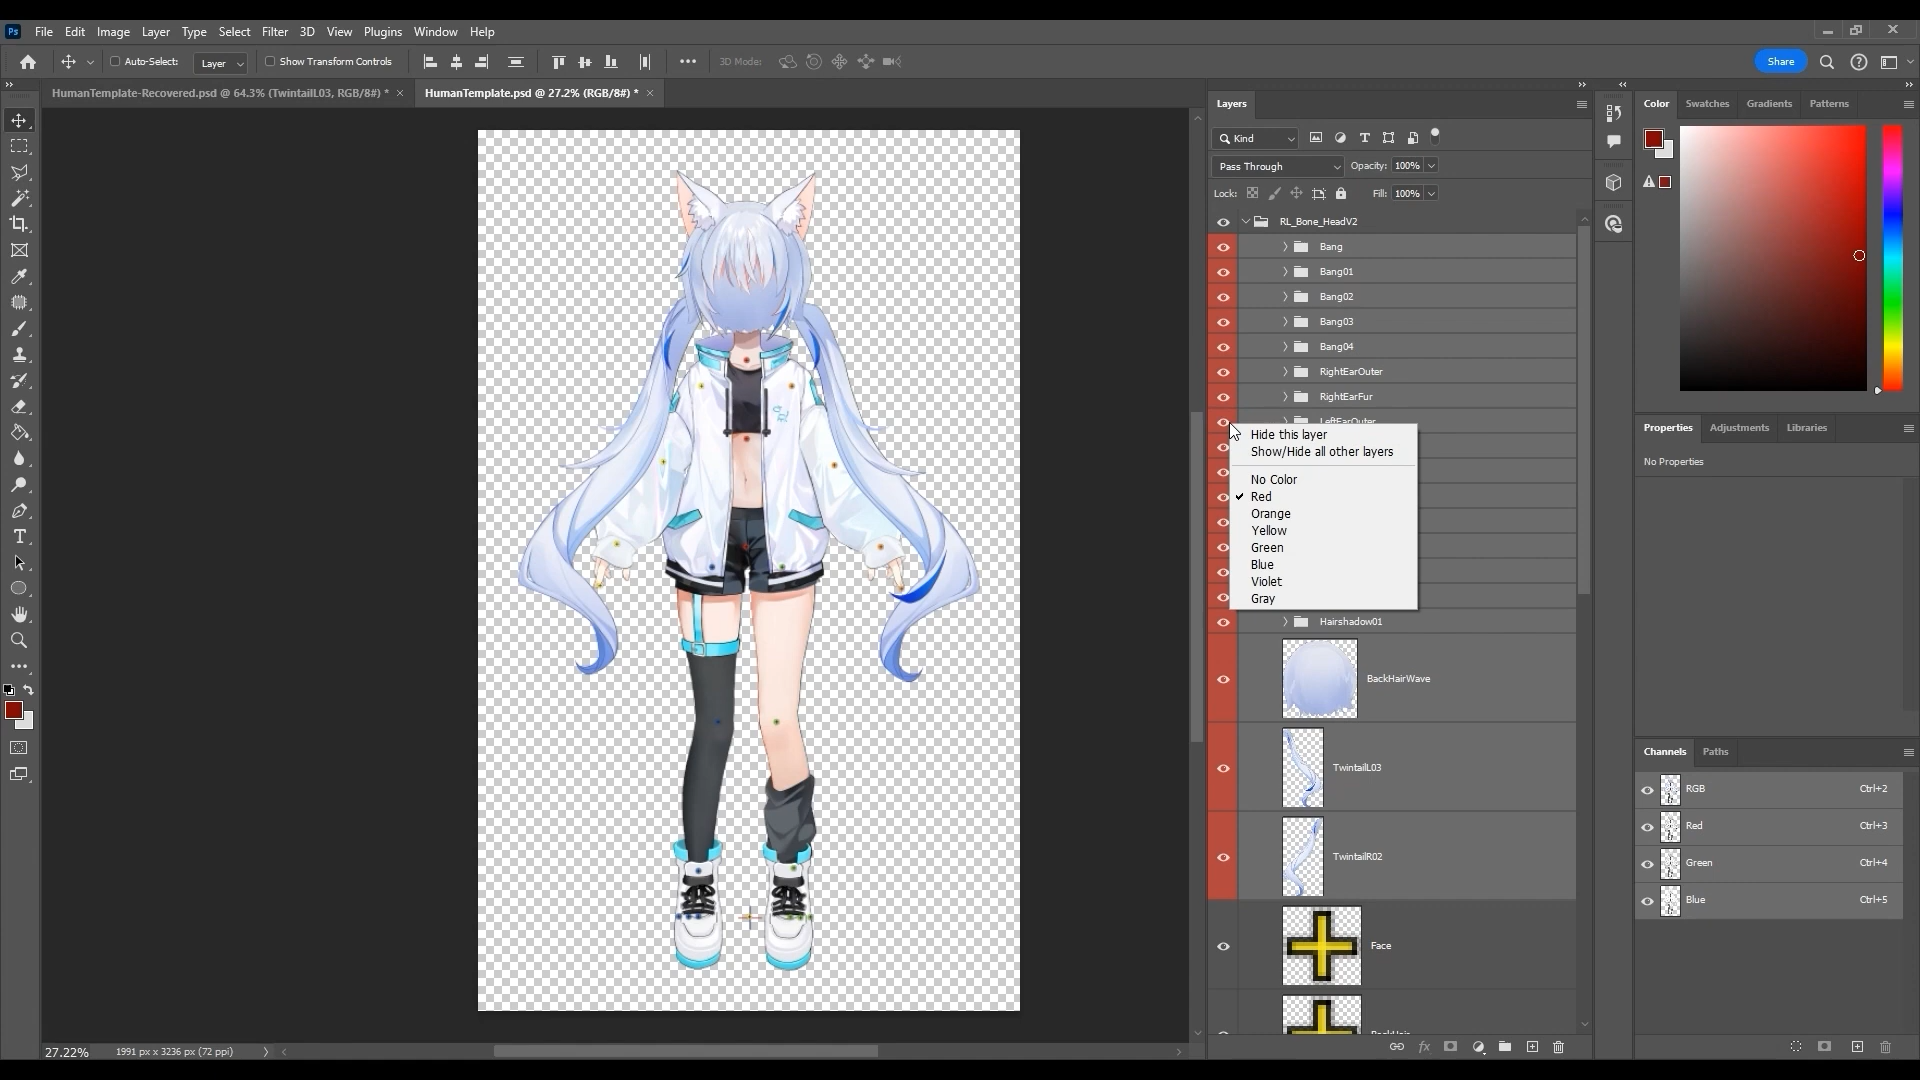 Ps File Edit Image Layer Type Select Filter 3D View Plugins Window Help
Auto-Select: Layer Show Transform Controls 3D Mode: Share
HumanTemplate-Recovered.psd @ 64.3% (TwintailL03, RGB/8#) *
HumanTemplate.psd @ 27.2% (RGB/8#) *
Layers
Kind
Pass Through Opacity: 100%
Lock: Fill: 100%
RL_Bone_HeadV2
Bang
Bang01
Bang02
Bang03
Bang04
RightEarOuter
RightEarFur
LeftEarOuter
Hide this layer
Show/Hide all other layers
No Color
Red
Orange
Yellow
Green
Blue
Violet
Gray
Hairshadow01
BackHairWave
TwintailL03
TwintailR02
Face
BackHair
fx
Color Swatches Gradients Patterns
Properties Adjustments Libraries
No Properties
Channels Paths
RGB Ctrl+2
Red Ctrl+3
Green Ctrl+4
Blue Ctrl+5
27.22% 1991 px x 3236 px (72 ppi)